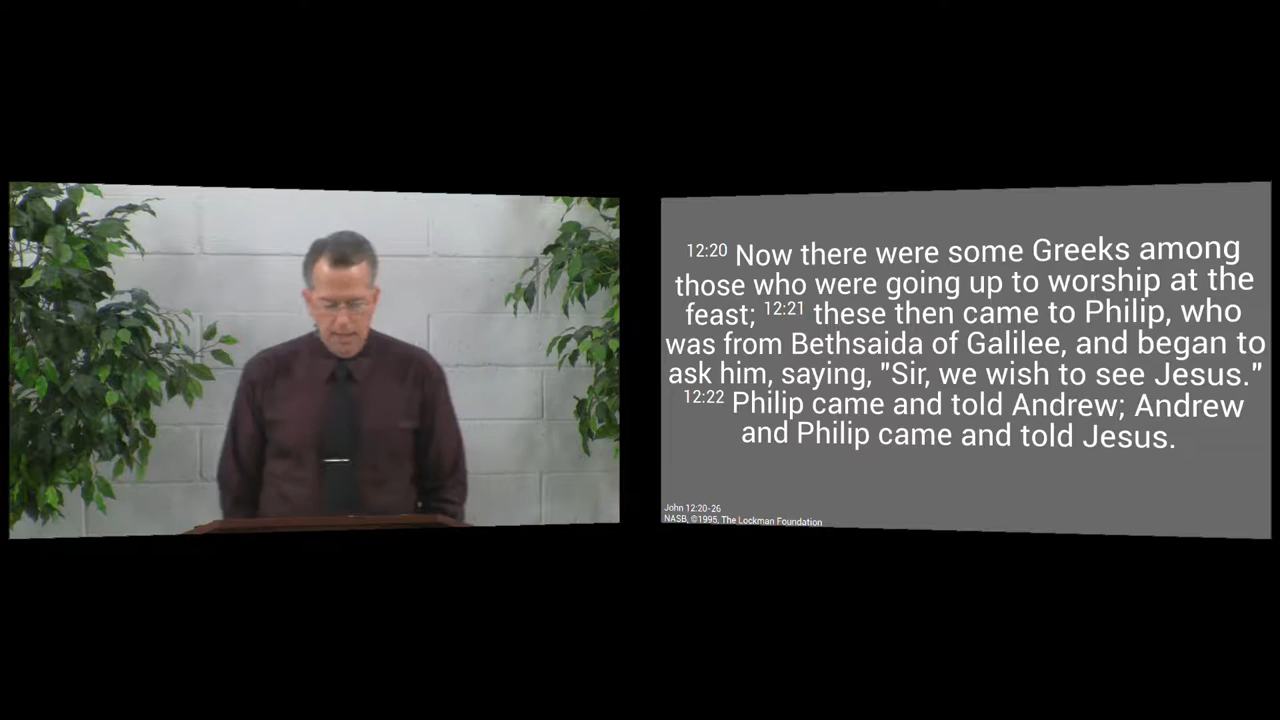 12:20 Now there were some Greeks among
those who were going up to worship at the
feast; 12:21 these then came to Philip, who
was from Bethsaida of Galilee, and began to
ask him, saying, "Sir, we wish to see Jesus."
12:22 Philip came and told Andrew; Andrew
and Philip came and told Jesus.
John 12:20-26
NASB, ©1995, The Lockman Foundation